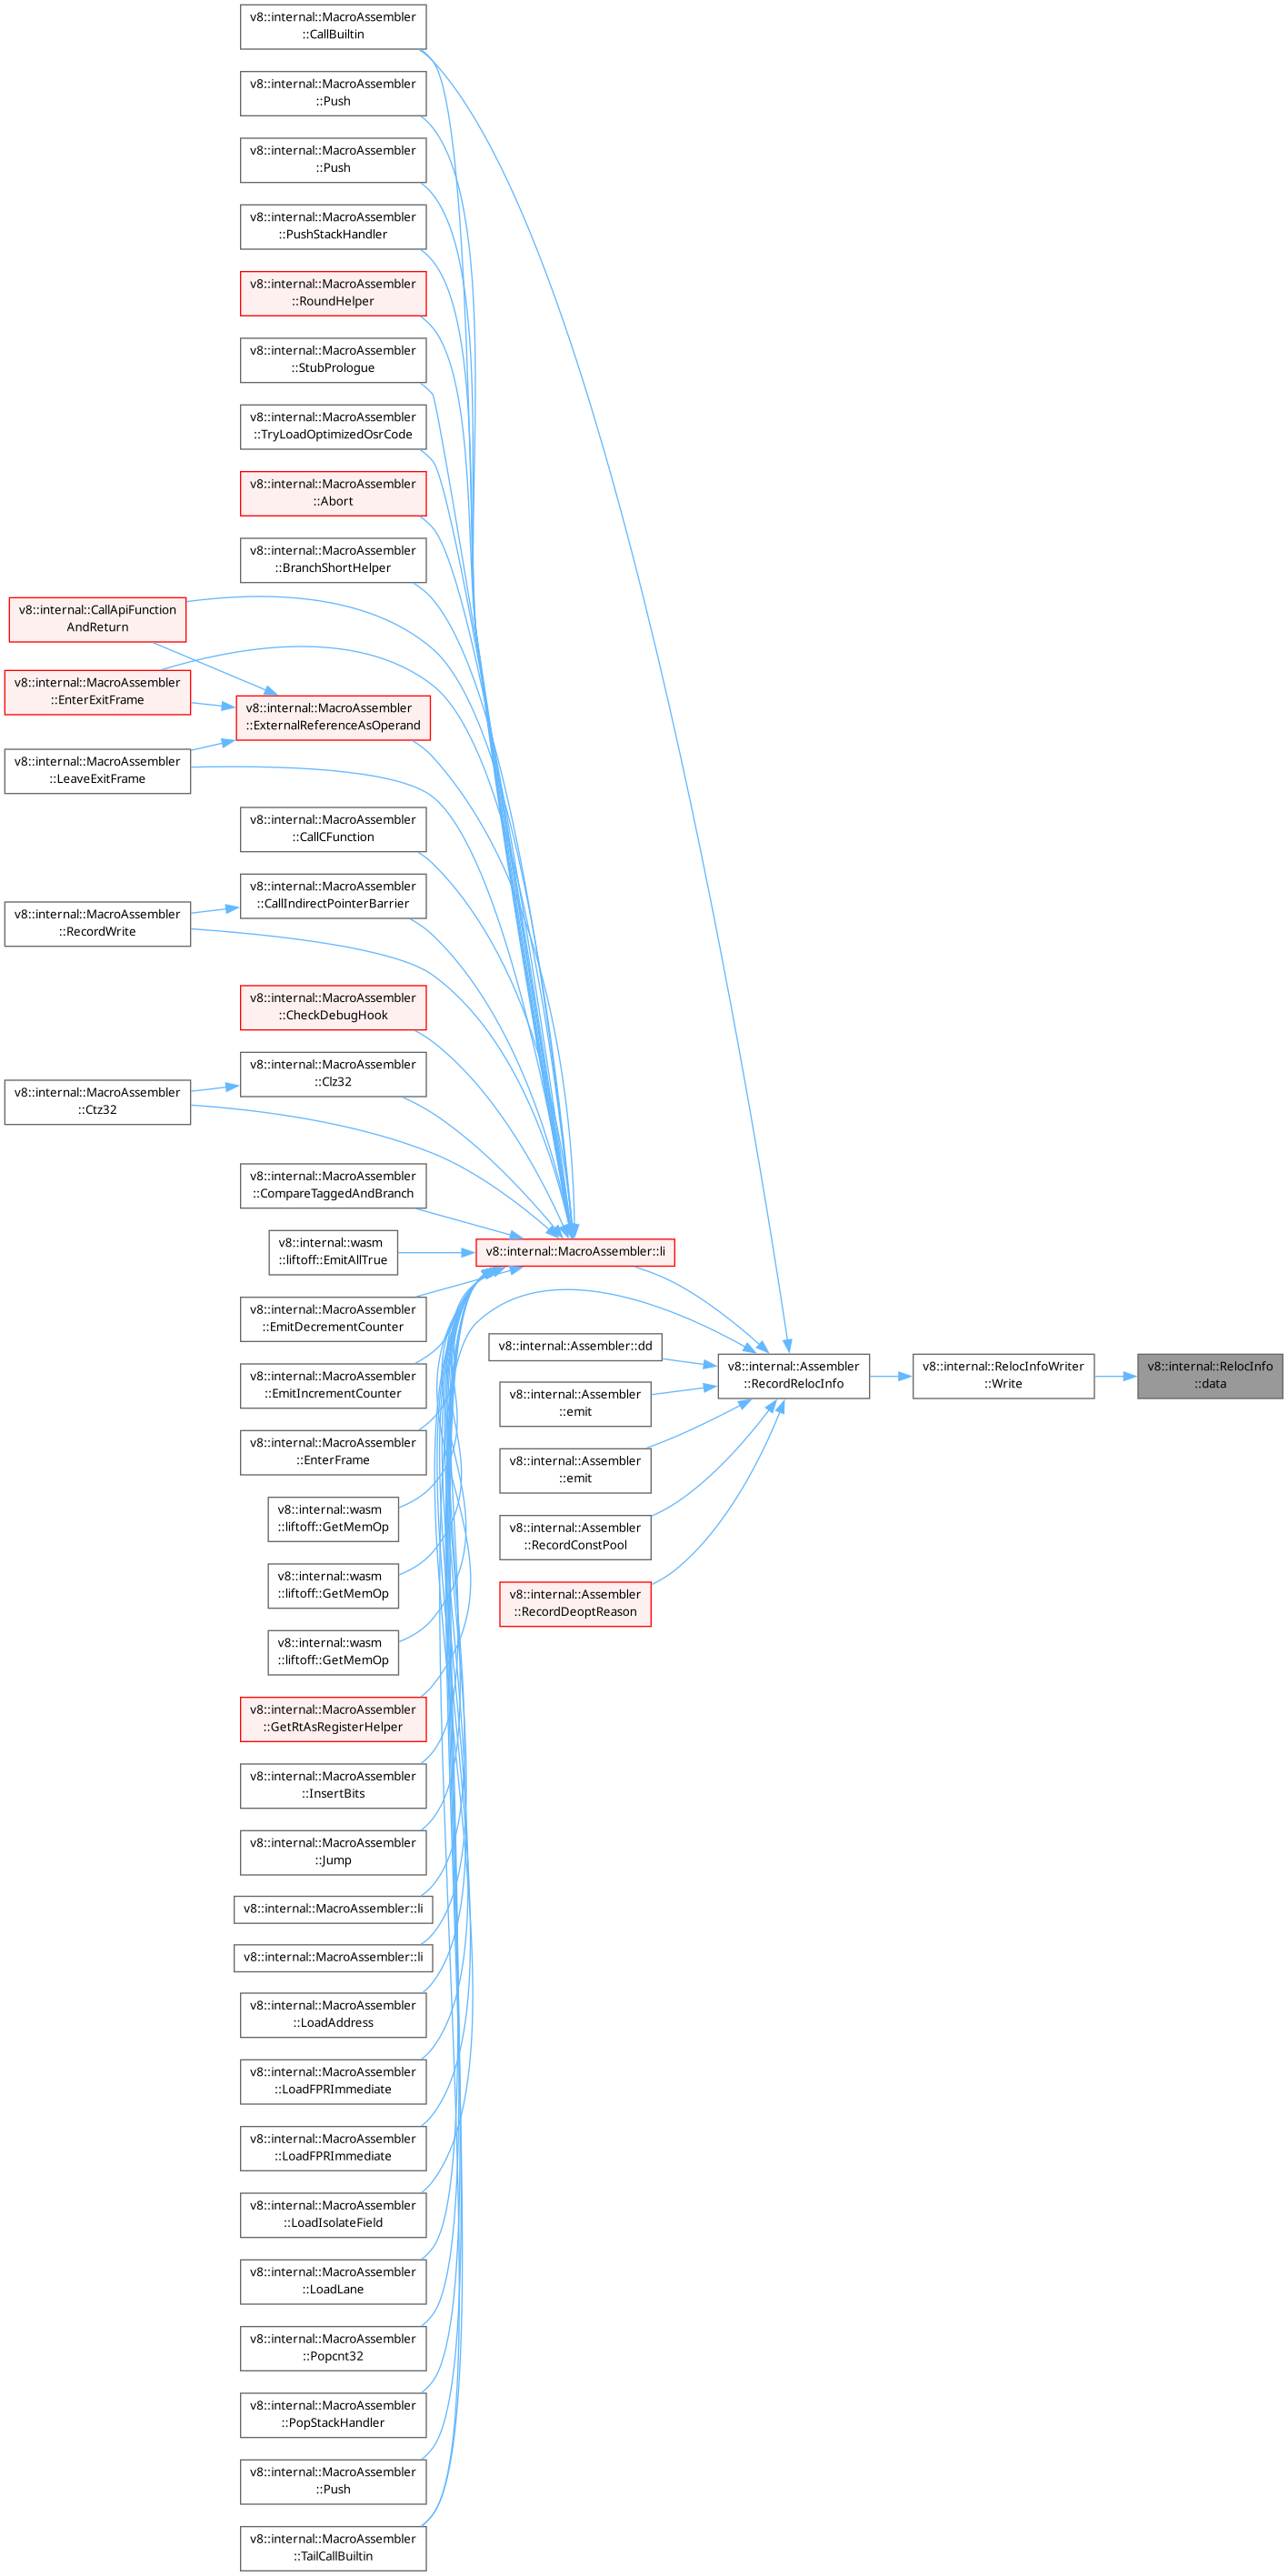 v8::internal::MacroAssembler
::CallBuiltin
v8::internal::MacroAssembler
::Push
v8::internal::MacroAssembler
::Push
v8::internal::MacroAssembler
::PushStackHandler
v8::internal::MacroAssembler
::RoundHelper
v8::internal::MacroAssembler
::StubPrologue
v8::internal::MacroAssembler
::TryLoadOptimizedOsrCode
v8::internal::MacroAssembler
::Abort
v8::internal::MacroAssembler
::BranchShortHelper
v8::internal::CallApiFunction
AndReturn
v8::internal::MacroAssembler
::EnterExitFrame
v8::internal::MacroAssembler
::ExternalReferenceAsOperand
v8::internal::MacroAssembler
::LeaveExitFrame
v8::internal::MacroAssembler
::CallCFunction
v8::internal::MacroAssembler
::CallIndirectPointerBarrier
v8::internal::MacroAssembler
::RecordWrite
v8::internal::MacroAssembler
::CheckDebugHook
v8::internal::MacroAssembler
::Clz32
v8::internal::MacroAssembler
::Ctz32
v8::internal::MacroAssembler
::CompareTaggedAndBranch
v8::internal::wasm
::liftoff::EmitAllTrue
v8::internal::MacroAssembler::li
v8::internal::MacroAssembler
::EmitDecrementCounter
v8::internal::Assembler::dd
v8::internal::Assembler
::RecordRelocInfo
v8::internal::RelocInfoWriter
::Write
v8::internal::RelocInfo
::data
v8::internal::MacroAssembler
::EmitIncrementCounter
v8::internal::Assembler
::emit
v8::internal::MacroAssembler
::EnterFrame
v8::internal::Assembler
::emit
v8::internal::wasm
::liftoff::GetMemOp
v8::internal::Assembler
::RecordConstPool
v8::internal::wasm
::liftoff::GetMemOp
v8::internal::Assembler
::RecordDeoptReason
v8::internal::wasm
::liftoff::GetMemOp
v8::internal::MacroAssembler
::GetRtAsRegisterHelper
v8::internal::MacroAssembler
::InsertBits
v8::internal::MacroAssembler
::Jump
v8::internal::MacroAssembler::li
v8::internal::MacroAssembler::li
v8::internal::MacroAssembler
::LoadAddress
v8::internal::MacroAssembler
::LoadFPRImmediate
v8::internal::MacroAssembler
::LoadFPRImmediate
v8::internal::MacroAssembler
::LoadIsolateField
v8::internal::MacroAssembler
::LoadLane
v8::internal::MacroAssembler
::Popcnt32
v8::internal::MacroAssembler
::PopStackHandler
v8::internal::MacroAssembler
::Push
v8::internal::MacroAssembler
::TailCallBuiltin